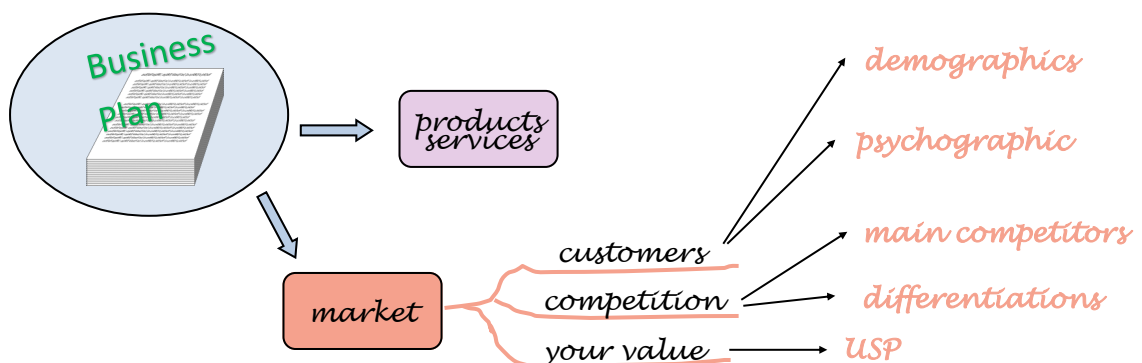 Business
Plan
products
services
market
customers
competition
your value
demographics
psychographic
main competitors
differentiations
USP